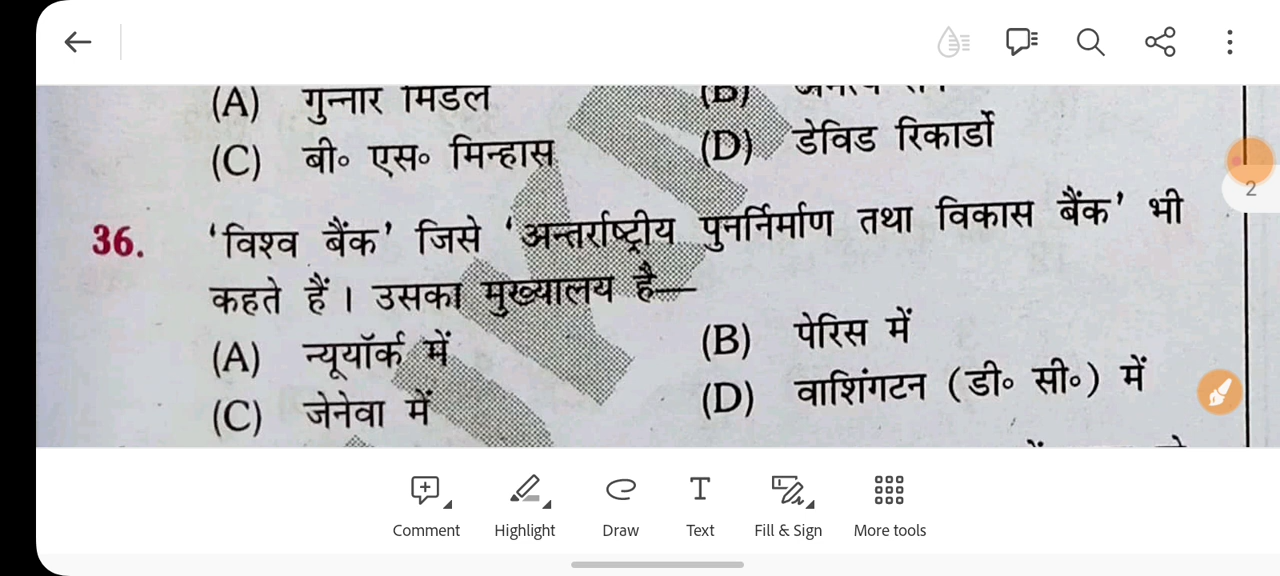 (A) गुन्नार मिर्डल
(B)
(C) बी० एस० मिन्हास
(D) डेविड रिकार्डो
2
36. 'विश्व बैंक' जिसे 'अन्तर्राष्ट्रीय पुनर्निर्माण तथा विकास बैंक' भी
कहते हैं। उसका मुख्यालय है—
(A) न्यूयॉर्क में
(B) पेरिस में
(C) जेनेवा में
(D) वाशिंगटन (डी० सी०) में
Comment Highlight Draw Text Fill & Sign More tools